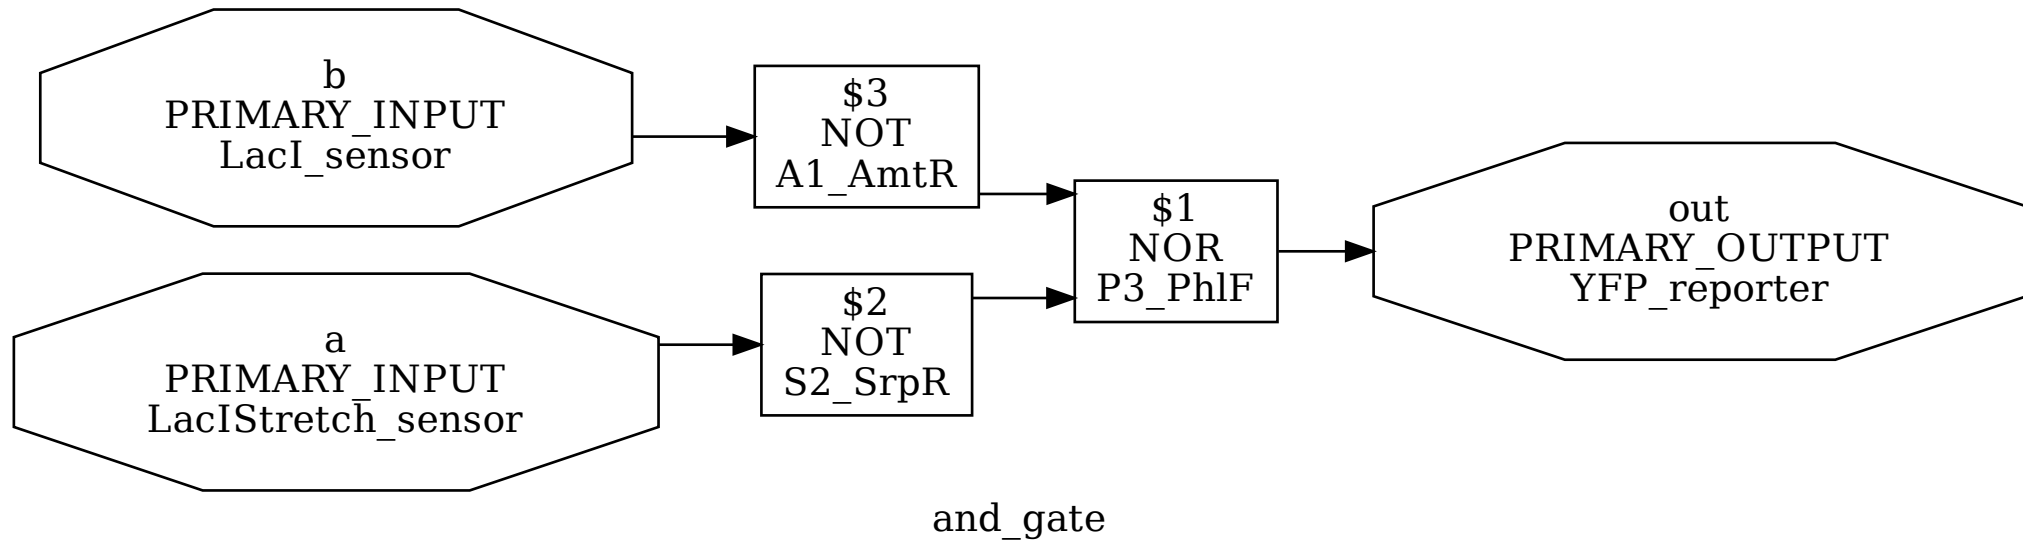 b
PRIMARY_INPUT
LacI_sensor
$3
NOT
A1_AmtR
$1
NOR
P3_PhlF
out
PRIMARY_OUTPUT
YFP_reporter
a
PRIMARY_INPUT
LacIStretch_sensor
$2
NOT
S2_SrpR
and_gate